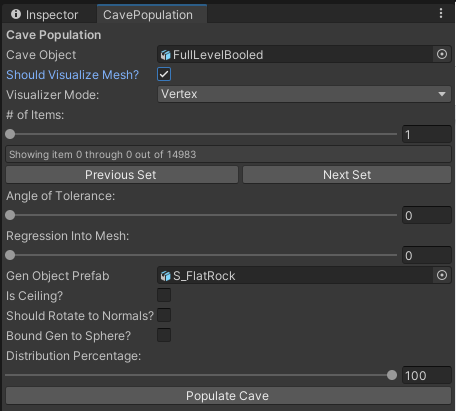 Inspector CavePopulation
Cave Population
Cave Object FullLevelBooled
Should Visualize Mesh?
Visualizer Mode: Vertex
# of Items:
1
Showing item 0 through 0 out of 14983
Previous Set Next Set
Angle of Tolerance:
0
Regression Into Mesh:
0
Gen Object Prefab S_FlatRock
Is Ceiling?
Should Rotate to Normals?
Bound Gen to Sphere?
Distribution Percentage:
100
Populate Cave